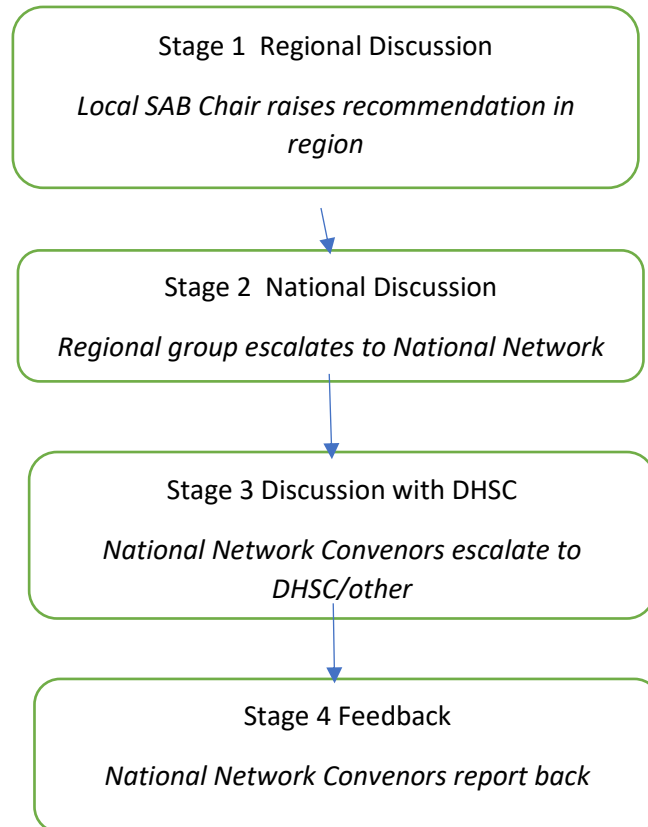 Stage 1  Regional Discussion
Local SAB Chair raises recommendation in
region
Stage 2  National Discussion
Regional group escalates to National Network
Stage 3 Discussion with DHSC
National Network Convenors escalate to
DHSC/other
Stage 4 Feedback
National Network Convenors report back